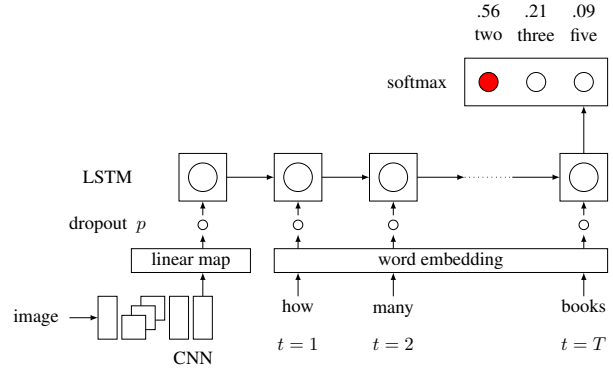 .56 .21 .09
two three five
softmax
LSTM
dropout p
linear map word embedding
image how many books
CNN t = 1 t = 2 t = T